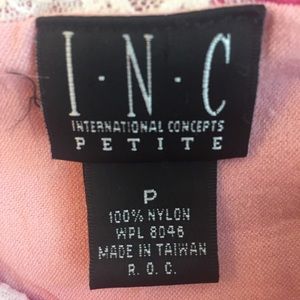 I·N·C
INTERNATIONAL CONCEPTS
PETITE
P
100% NYLON
WPL 8046
MADE IN TAIWAN
R.O.C.